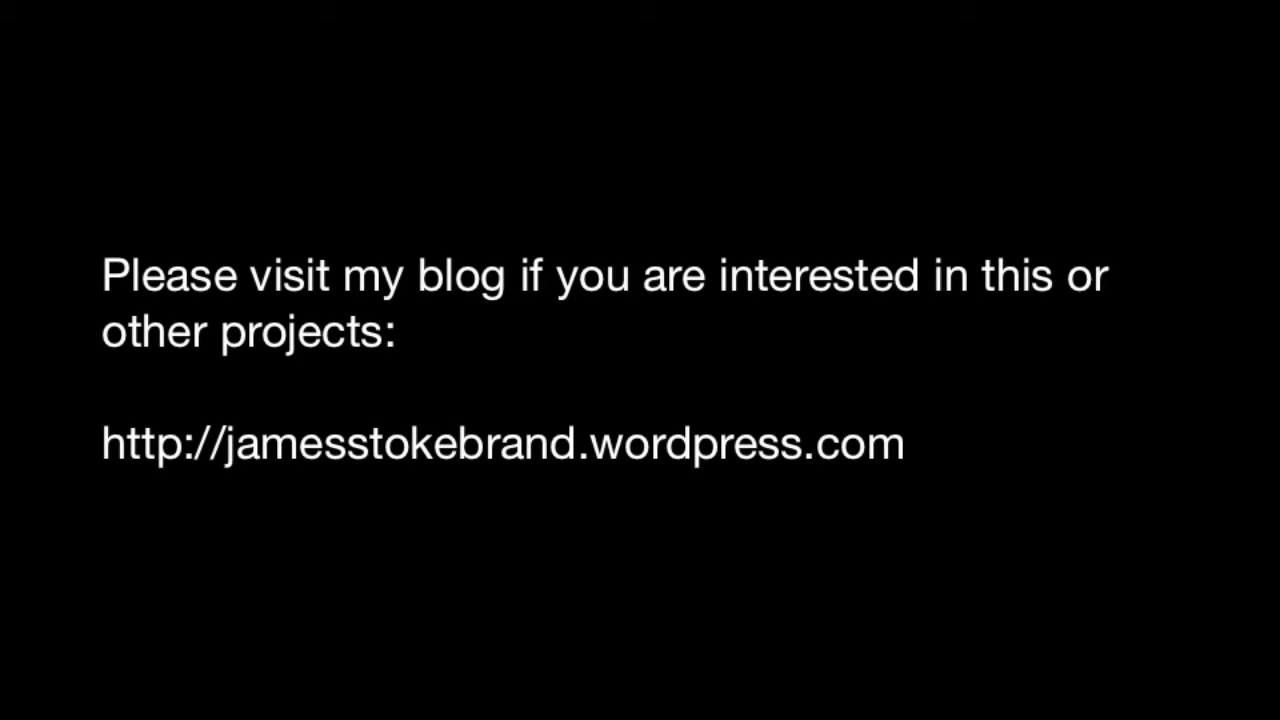 Please visit my blog if you are interested in this or
other projects:
http://jamesstokebrand.wordpress.com